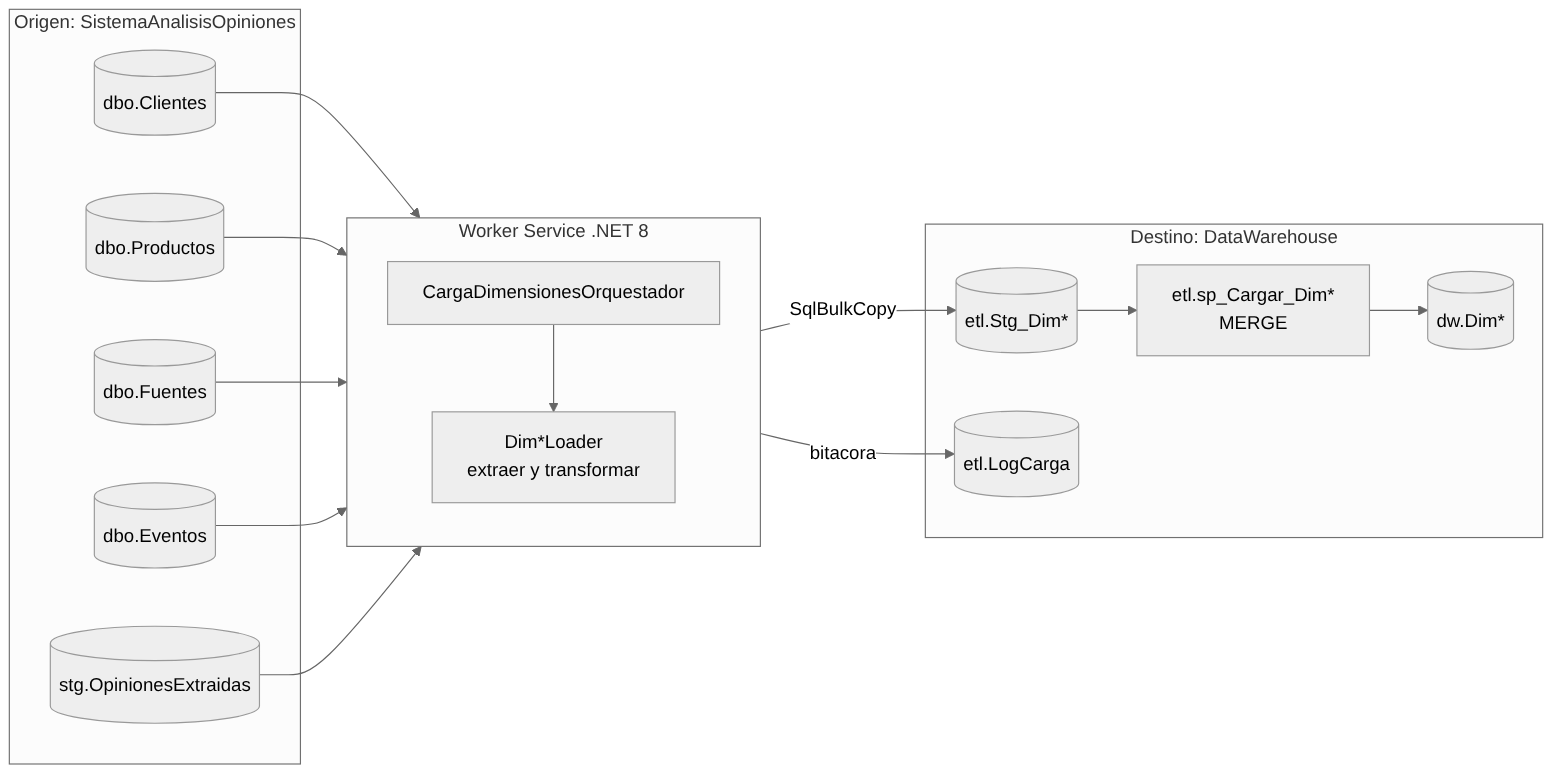 Origen: SistemaAnalisisOpiniones
dbo.Clientes
dbo.Productos
dbo.Fuentes
dbo.Eventos
stg.OpinionesExtraidas
Worker Service .NET 8
CargaDimensionesOrquestador
Dim*Loader
extraer y transformar
SqlBulkCopy
bitacora
Destino: DataWarehouse
etl.Stg_Dim*
etl.sp_Cargar_Dim*
MERGE
dw.Dim*
etl.LogCarga